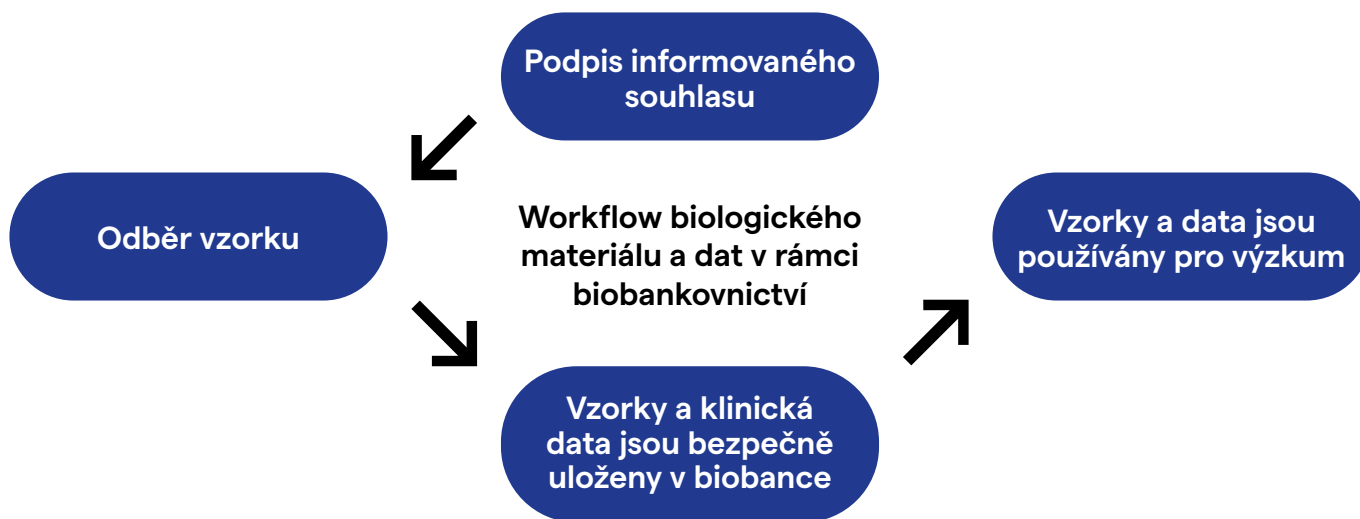 Podpis informovaného
souhlasu
Odběr vzorku
Workflow biologického
materiálu a dat v rámci
biobankovnictví
Vzorky a data jsou
používány pro výzkum
Vzorky a klinická
data jsou bezpečně
uloženy v biobance